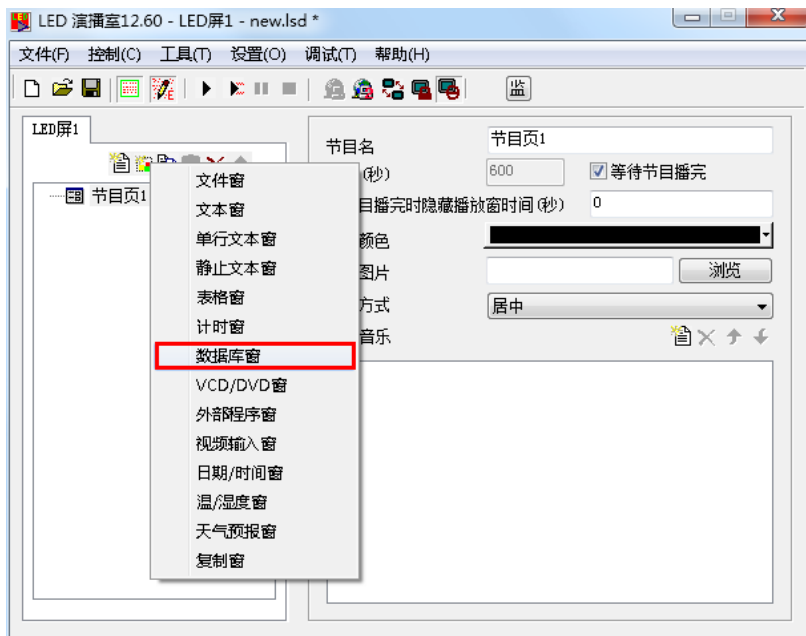 LED 演播室12.60 - LED屏1 - new.lsd *
文件(F) 控制(C) 工具(T) 设置(O) 调试(T) 帮助(H)
监
LED屏1
节目页1
文件窗
文本窗
单行文本窗
静止文本窗
表格窗
计时窗
数据库窗
VCD/DVD窗
外部程序窗
视频输入窗
日期/时间窗
温/湿度窗
天气预报窗
复制窗
节目名 节目页1
(秒) 600 等待节目播完
目播完时隐藏播放窗时间(秒) 0
颜色
图片 浏览
方式 居中
音乐